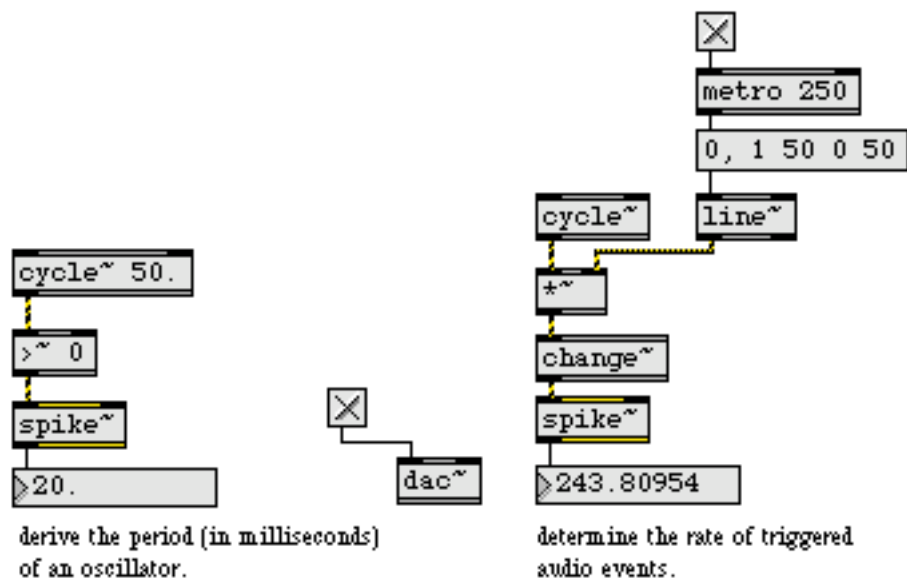 cycle~ 50.
>~ 0
spike~
20.
derive the period (in milliseconds)
of an oscillator.
dac~
metro 250
0, 1 50 0 50
cycle~
line~
*~
change~
spike~
243.80954
determine the rate of triggered
audio events.